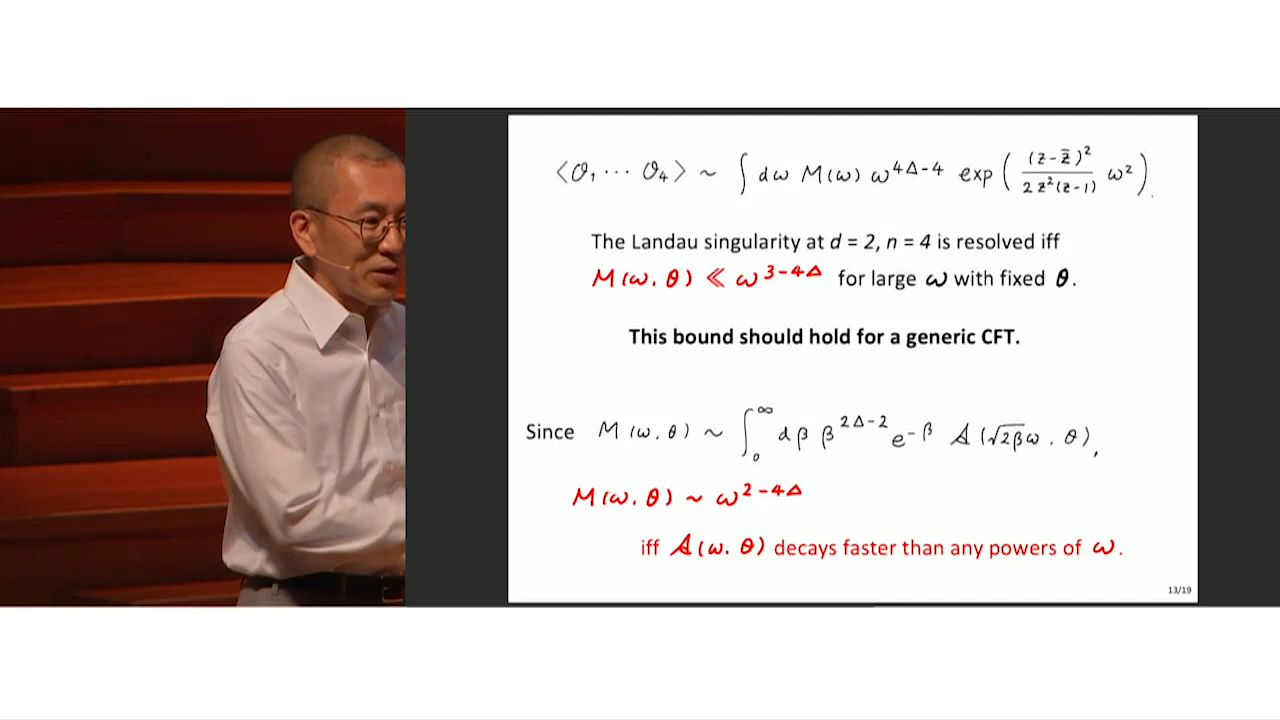 ⟨O₁ ··· O₄⟩ ~ ∫ dω M(ω) ω^{4Δ-4} exp( (z-z̄)² / 2z²(z-1) ω² ).
The Landau singularity at d = 2, n = 4 is resolved iff
M(ω, θ) ≪ ω^{3-4Δ} for large ω with fixed θ.
This bound should hold for a generic CFT.
Since M(ω, θ) ~ ∫₀^∞ dβ β^{2Δ-2} e^{-β} A(√2β ω, θ),
M(ω, θ) ~ ω^{2-4Δ}
iff A(ω, θ) decays faster than any powers of ω.
13/19